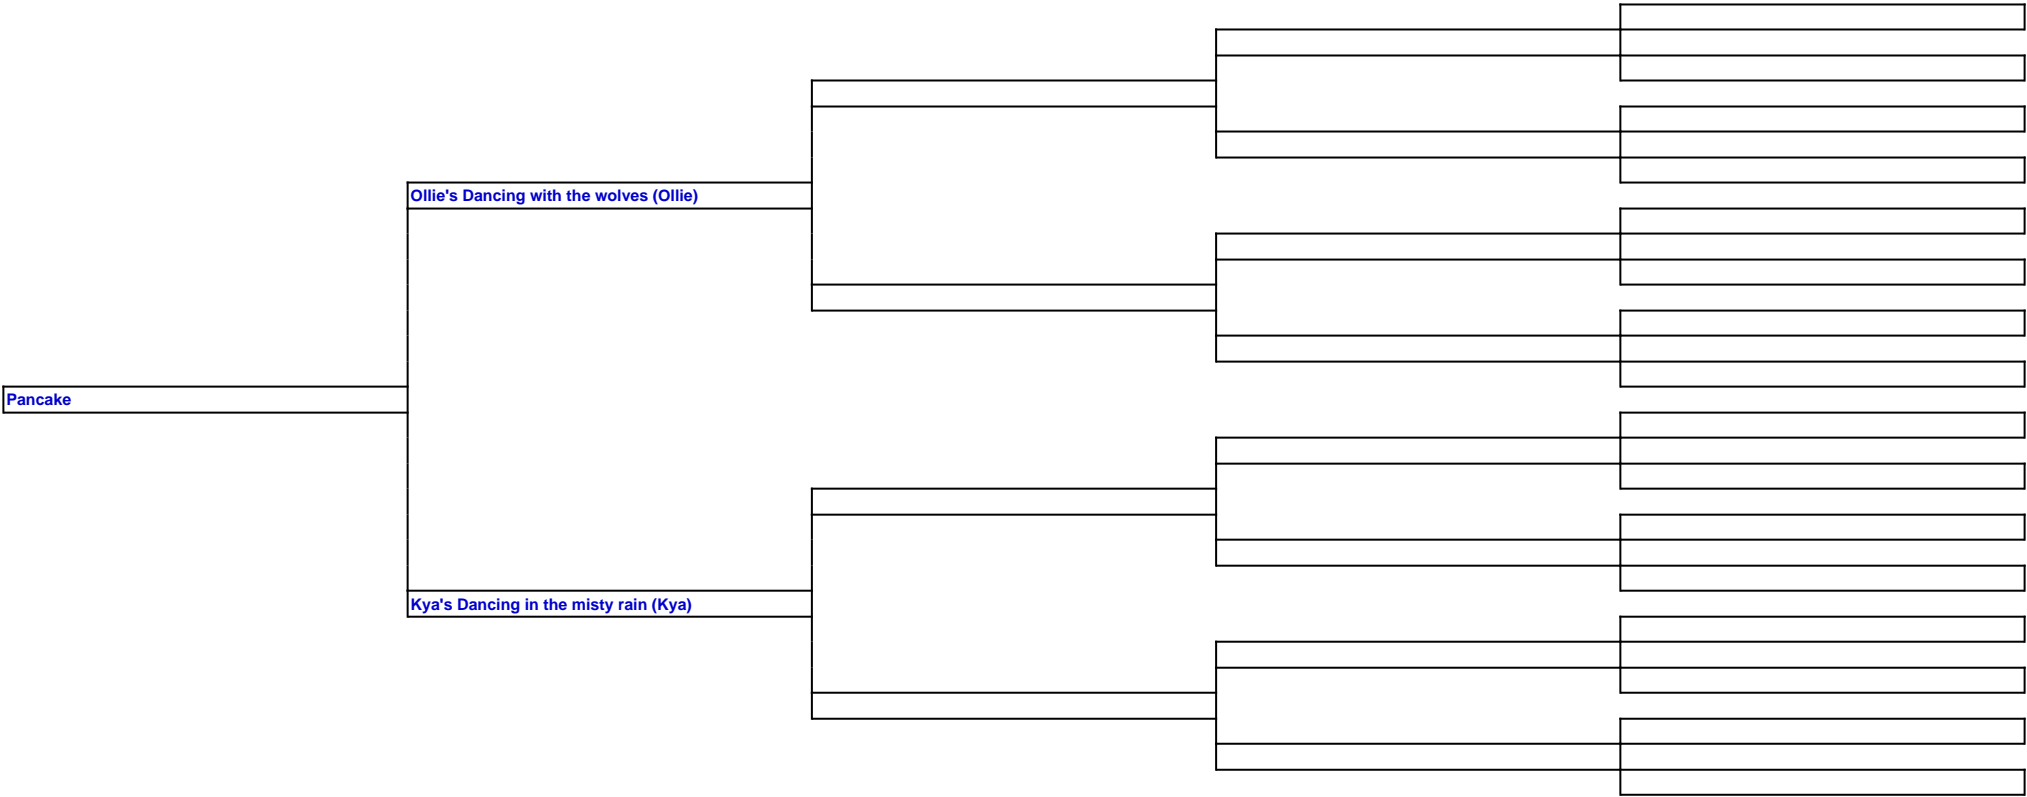 Ollie's Dancing with the wolves (Ollie)
Pancake
Kya's Dancing in the misty rain (Kya)